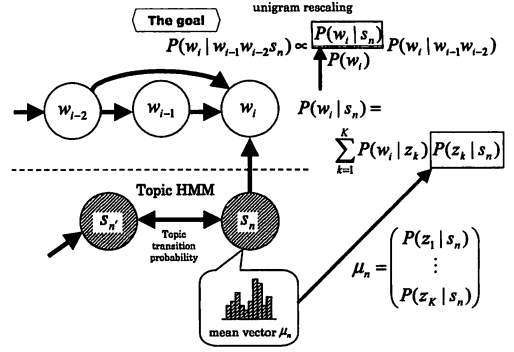 unigram rescaling
The goal
P(w_i | w_{i-1} w_{i-2} s_n) ∝ P(w_i | s_n) / P(w_i) P(w_i | w_{i-1} w_{i-2})
w_{i-2} w_{i-1} w_i
P(w_i | s_n) =
∑_{k=1}^{K} P(w_i | z_k) P(z_k | s_n)
Topic HMM
s_{n'} s_n
Topic
transition
probability
μ_n = ( P(z_1 | s_n)
⋮
P(z_K | s_n) )
mean vector μ_n